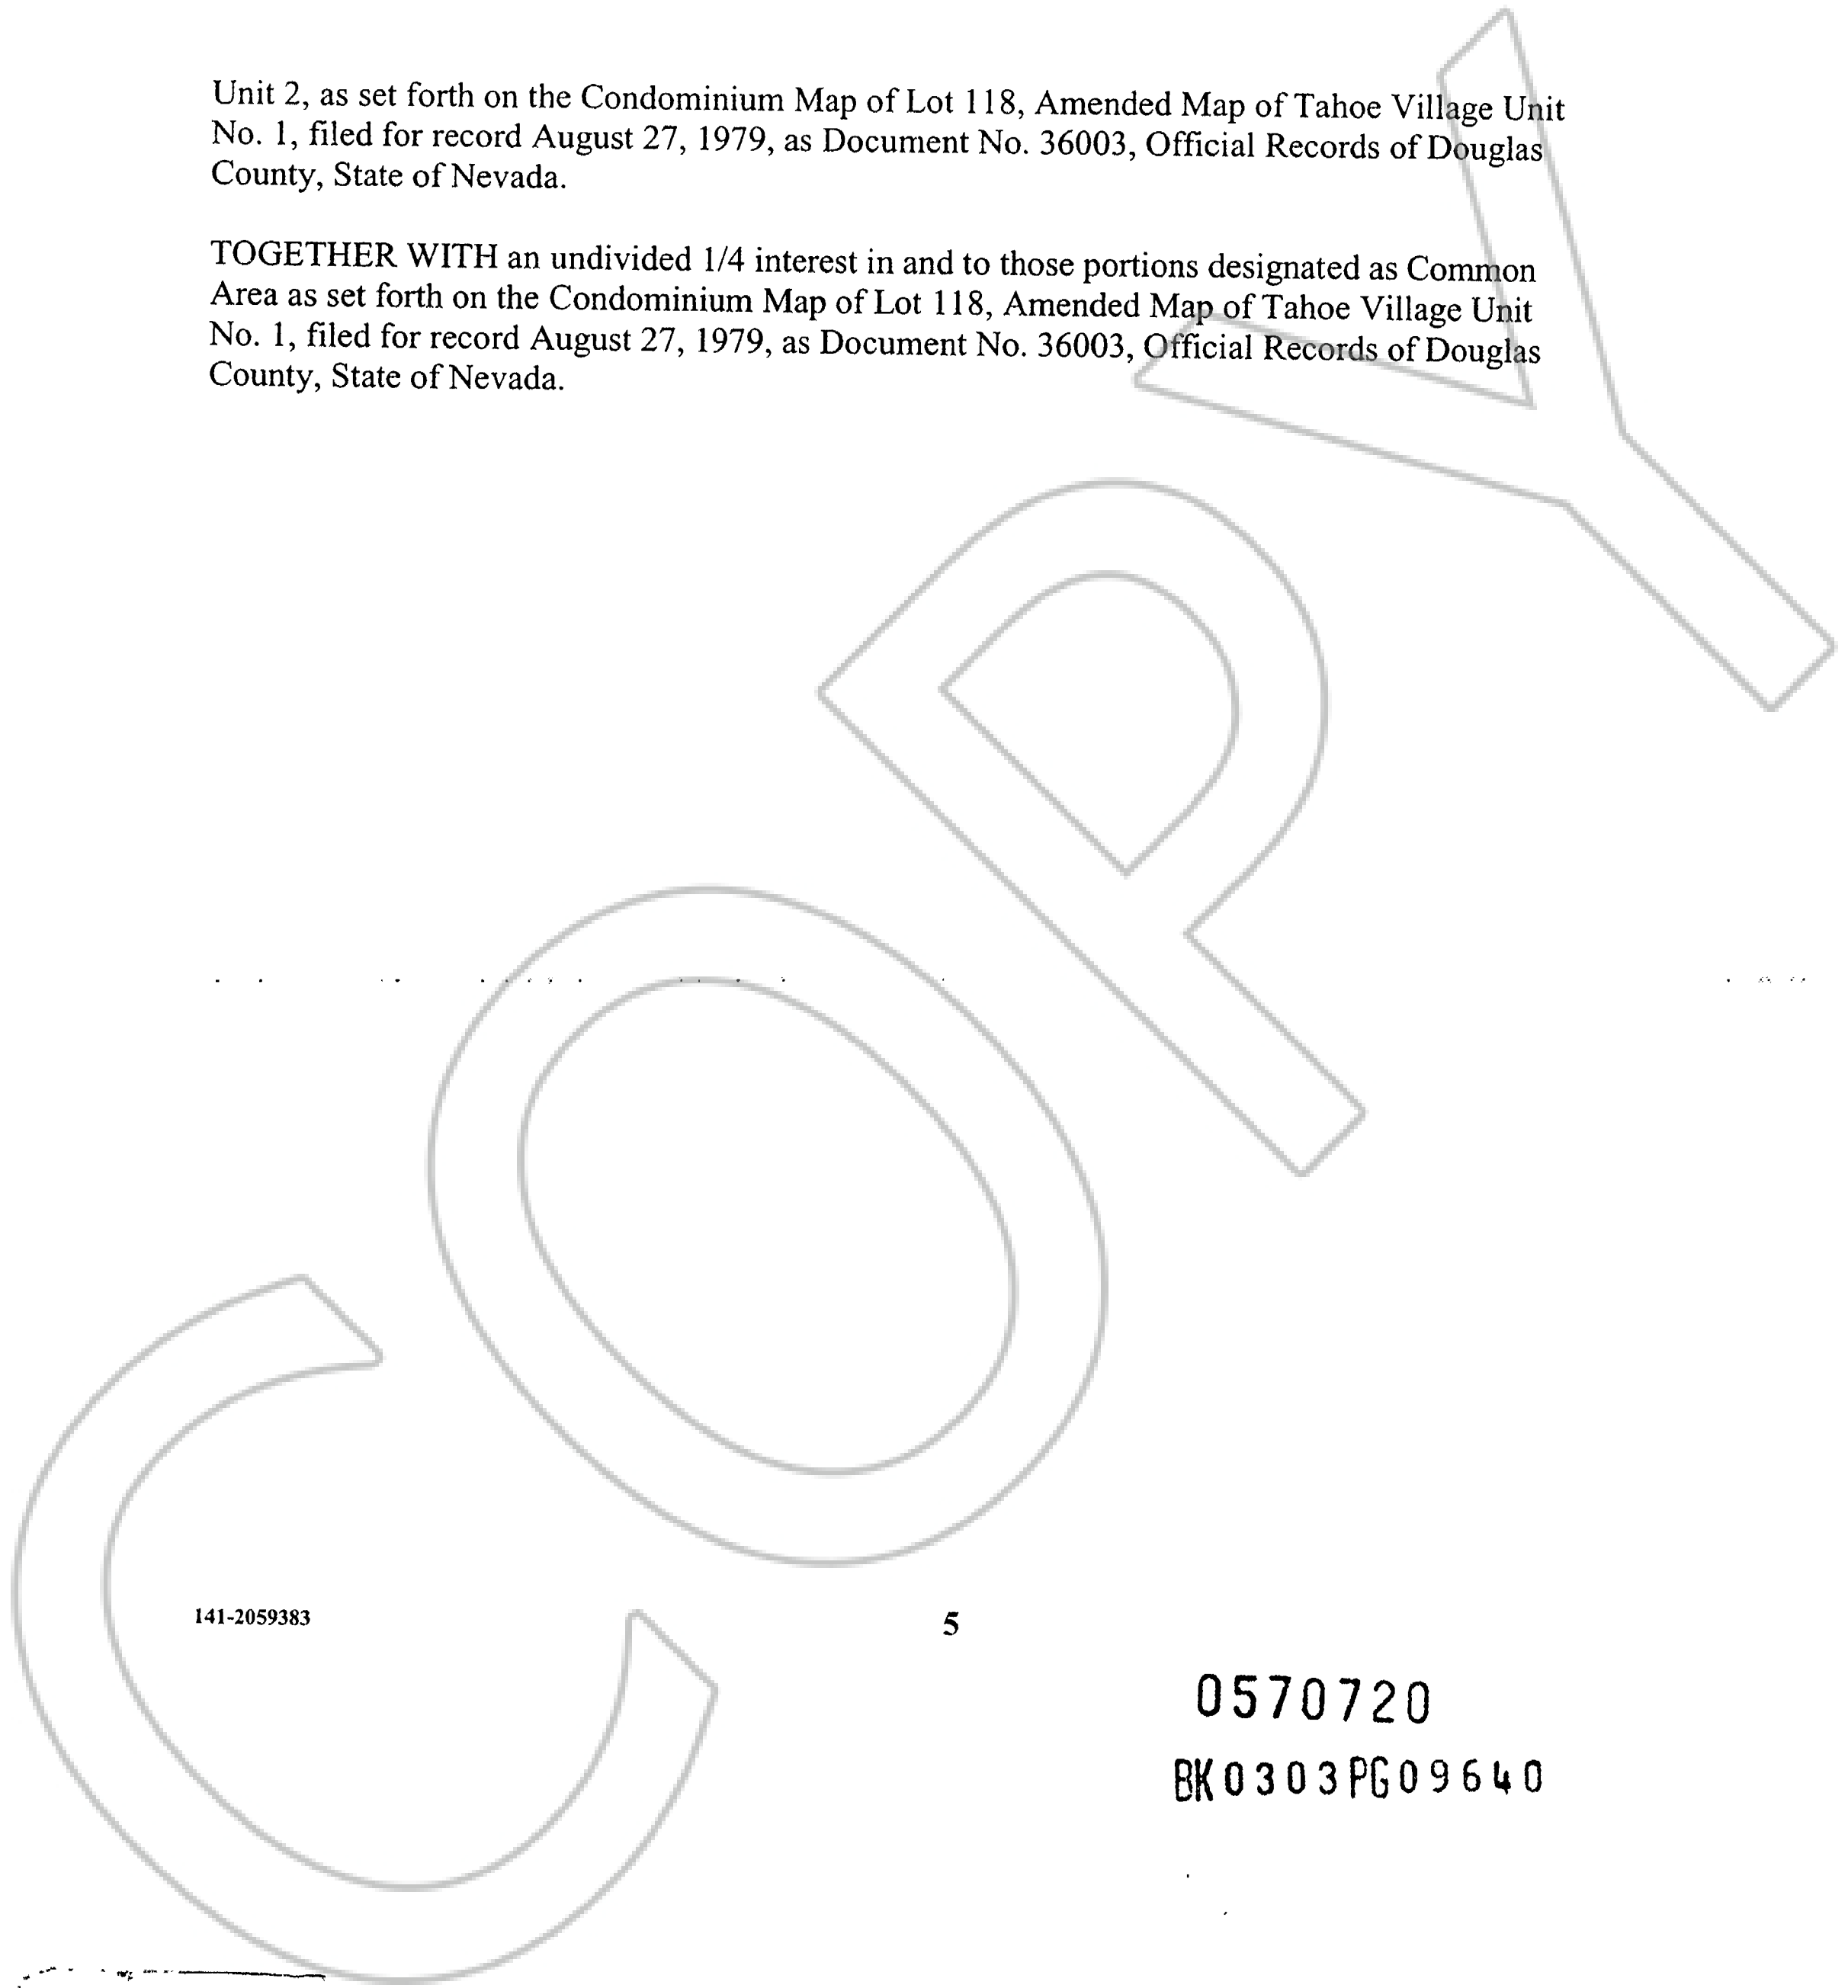 Unit 2, as set forth on the Condominium Map of Lot 118, Amended Map of Tahoe Village Unit
No. 1, filed for record August 27, 1979, as Document No. 36003, Official Records of Douglas
County, State of Nevada.
TOGETHER WITH an undivided 1/4 interest in and to those portions designated as Common
Area as set forth on the Condominium Map of Lot 118, Amended Map of Tahoe Village Unit
No. 1, filed for record August 27, 1979, as Document No. 36003, Official Records of Douglas
County, State of Nevada.
COPY
141-2059383
5
0570720
BK0303PG09640